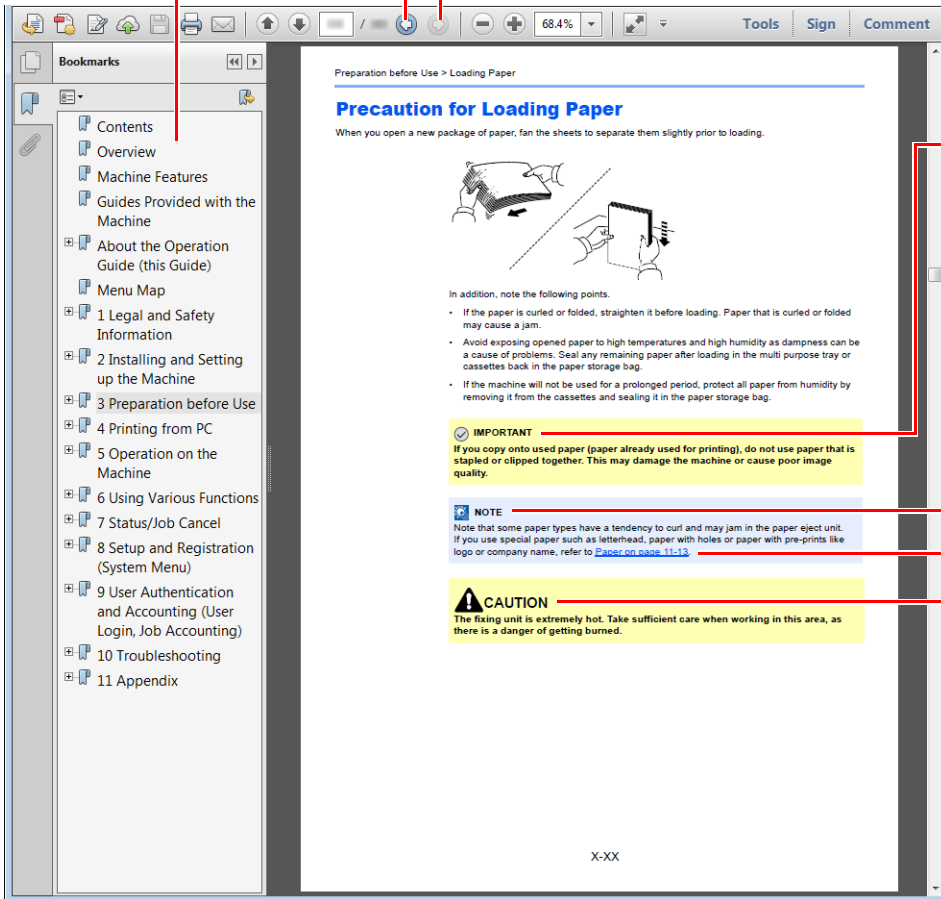 / 68.4% Tools Sign Comment
Bookmarks
Contents
Overview
Machine Features
Guides Provided with the
Machine
About the Operation
Guide (this Guide)
Menu Map
1 Legal and Safety
Information
2 Installing and Setting
up the Machine
3 Preparation before Use
4 Printing from PC
5 Operation on the
Machine
6 Using Various Functions
7 Status/Job Cancel
8 Setup and Registration
(System Menu)
9 User Authentication
and Accounting (User
Login, Job Accounting)
10 Troubleshooting
11 Appendix
Preparation before Use > Loading Paper
Precaution for Loading Paper
When you open a new package of paper, fan the sheets to separate them slightly prior to loading.
In addition, note the following points.
• If the paper is curled or folded, straighten it before loading. Paper that is curled or folded
may cause a jam.
• Avoid exposing opened paper to high temperatures and high humidity as dampness can be
a cause of problems. Seal any remaining paper after loading in the multi purpose tray or
cassettes back in the paper storage bag.
• If the machine will not be used for a prolonged period, protect all paper from humidity by
removing it from the cassettes and sealing it in the paper storage bag.
IMPORTANT
If you copy onto used paper (paper already used for printing), do not use paper that is
stapled or clipped together. This may damage the machine or cause poor image
quality.
NOTE
Note that some paper types have a tendency to curl and may jam in the paper eject unit.
If you use special paper such as letterhead, paper with holes or paper with pre-prints like
logo or company name, refer to Paper on page 11-13.
CAUTION
The fixing unit is extremely hot. Take sufficient care when working in this area, as
there is a danger of getting burned.
X-XX